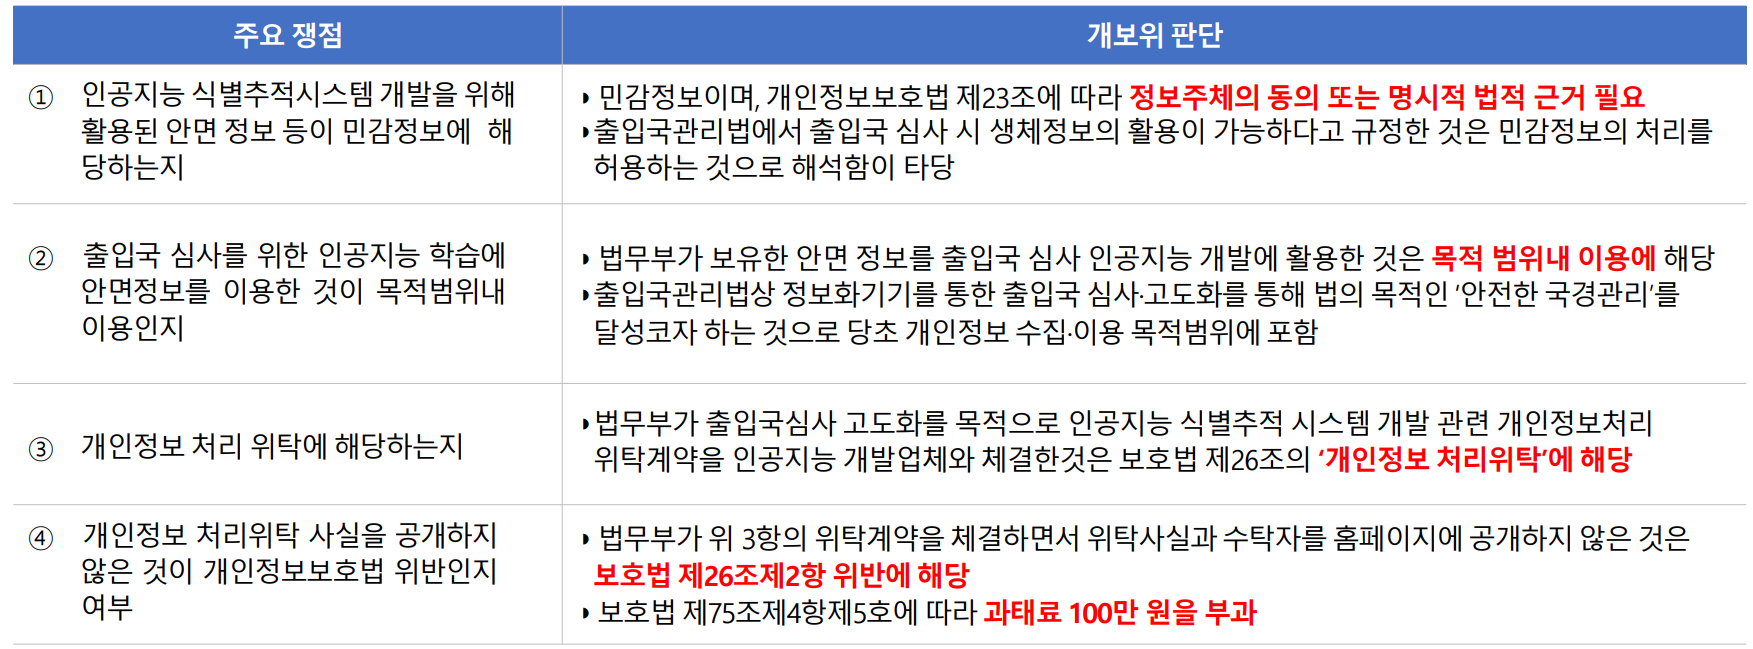 주요 쟁점
개보위 판단
① 인공지능 식별추적시스템 개발을 위해
활용된 안면 정보 등이 민감정보에 해
당하는지
◗ 민감정보이며, 개인정보보호법 제23조에 따라 정보주체의 동의 또는 명시적 법적 근거 필요
◗출입국관리법에서 출입국 심사 시 생체정보의 활용이 가능하다고 규정한 것은 민감정보의 처리를
허용하는 것으로 해석함이 타당
② 출입국 심사를 위한 인공지능 학습에
안면정보를 이용한 것이 목적범위내
이용인지
◗ 법무부가 보유한 안면 정보를 출입국 심사 인공지능 개발에 활용한 것은 목적 범위내 이용에 해당
◗출입국관리법상 정보화기기를 통한 출입국 심사·고도화를 통해 법의 목적인 '안전한 국경관리'를
달성코자 하는 것으로 당초 개인정보 수집·이용 목적범위에 포함
③ 개인정보 처리 위탁에 해당하는지
◗법무부가 출입국심사 고도화를 목적으로 인공지능 식별추적 시스템 개발 관련 개인정보처리
위탁계약을 인공지능 개발업체와 체결한것은 보호법 제26조의 '개인정보 처리위탁'에 해당
④ 개인정보 처리위탁 사실을 공개하지
않은 것이 개인정보보호법 위반인지
여부
◗ 법무부가 위 3항의 위탁계약을 체결하면서 위탁사실과 수탁자를 홈페이지에 공개하지 않은 것은
보호법 제26조제2항 위반에 해당
◗ 보호법 제75조제4항제5호에 따라 과태료 100만 원을 부과